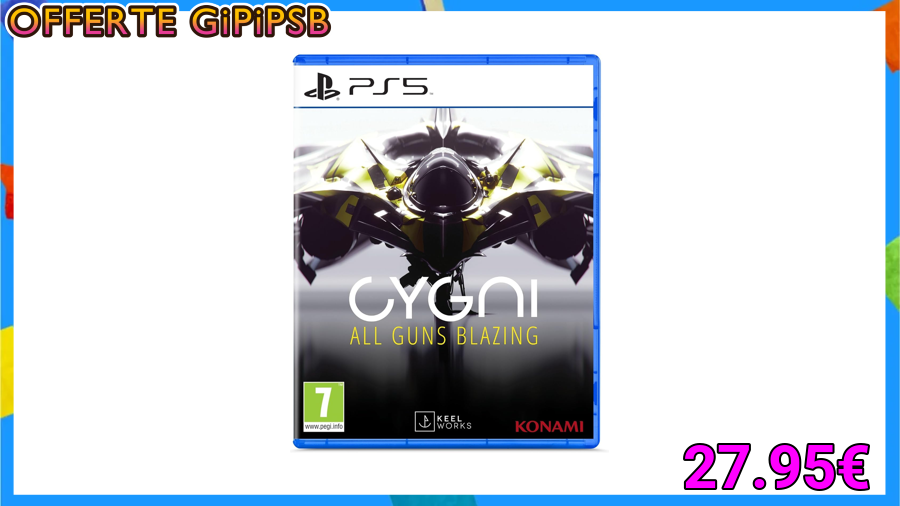 OFFERTE GiPiPSB
PS5
CYGNI
ALL GUNS BLAZING
7
www.pegi.info
KEEL
WORKS
KONAMI
27.95€